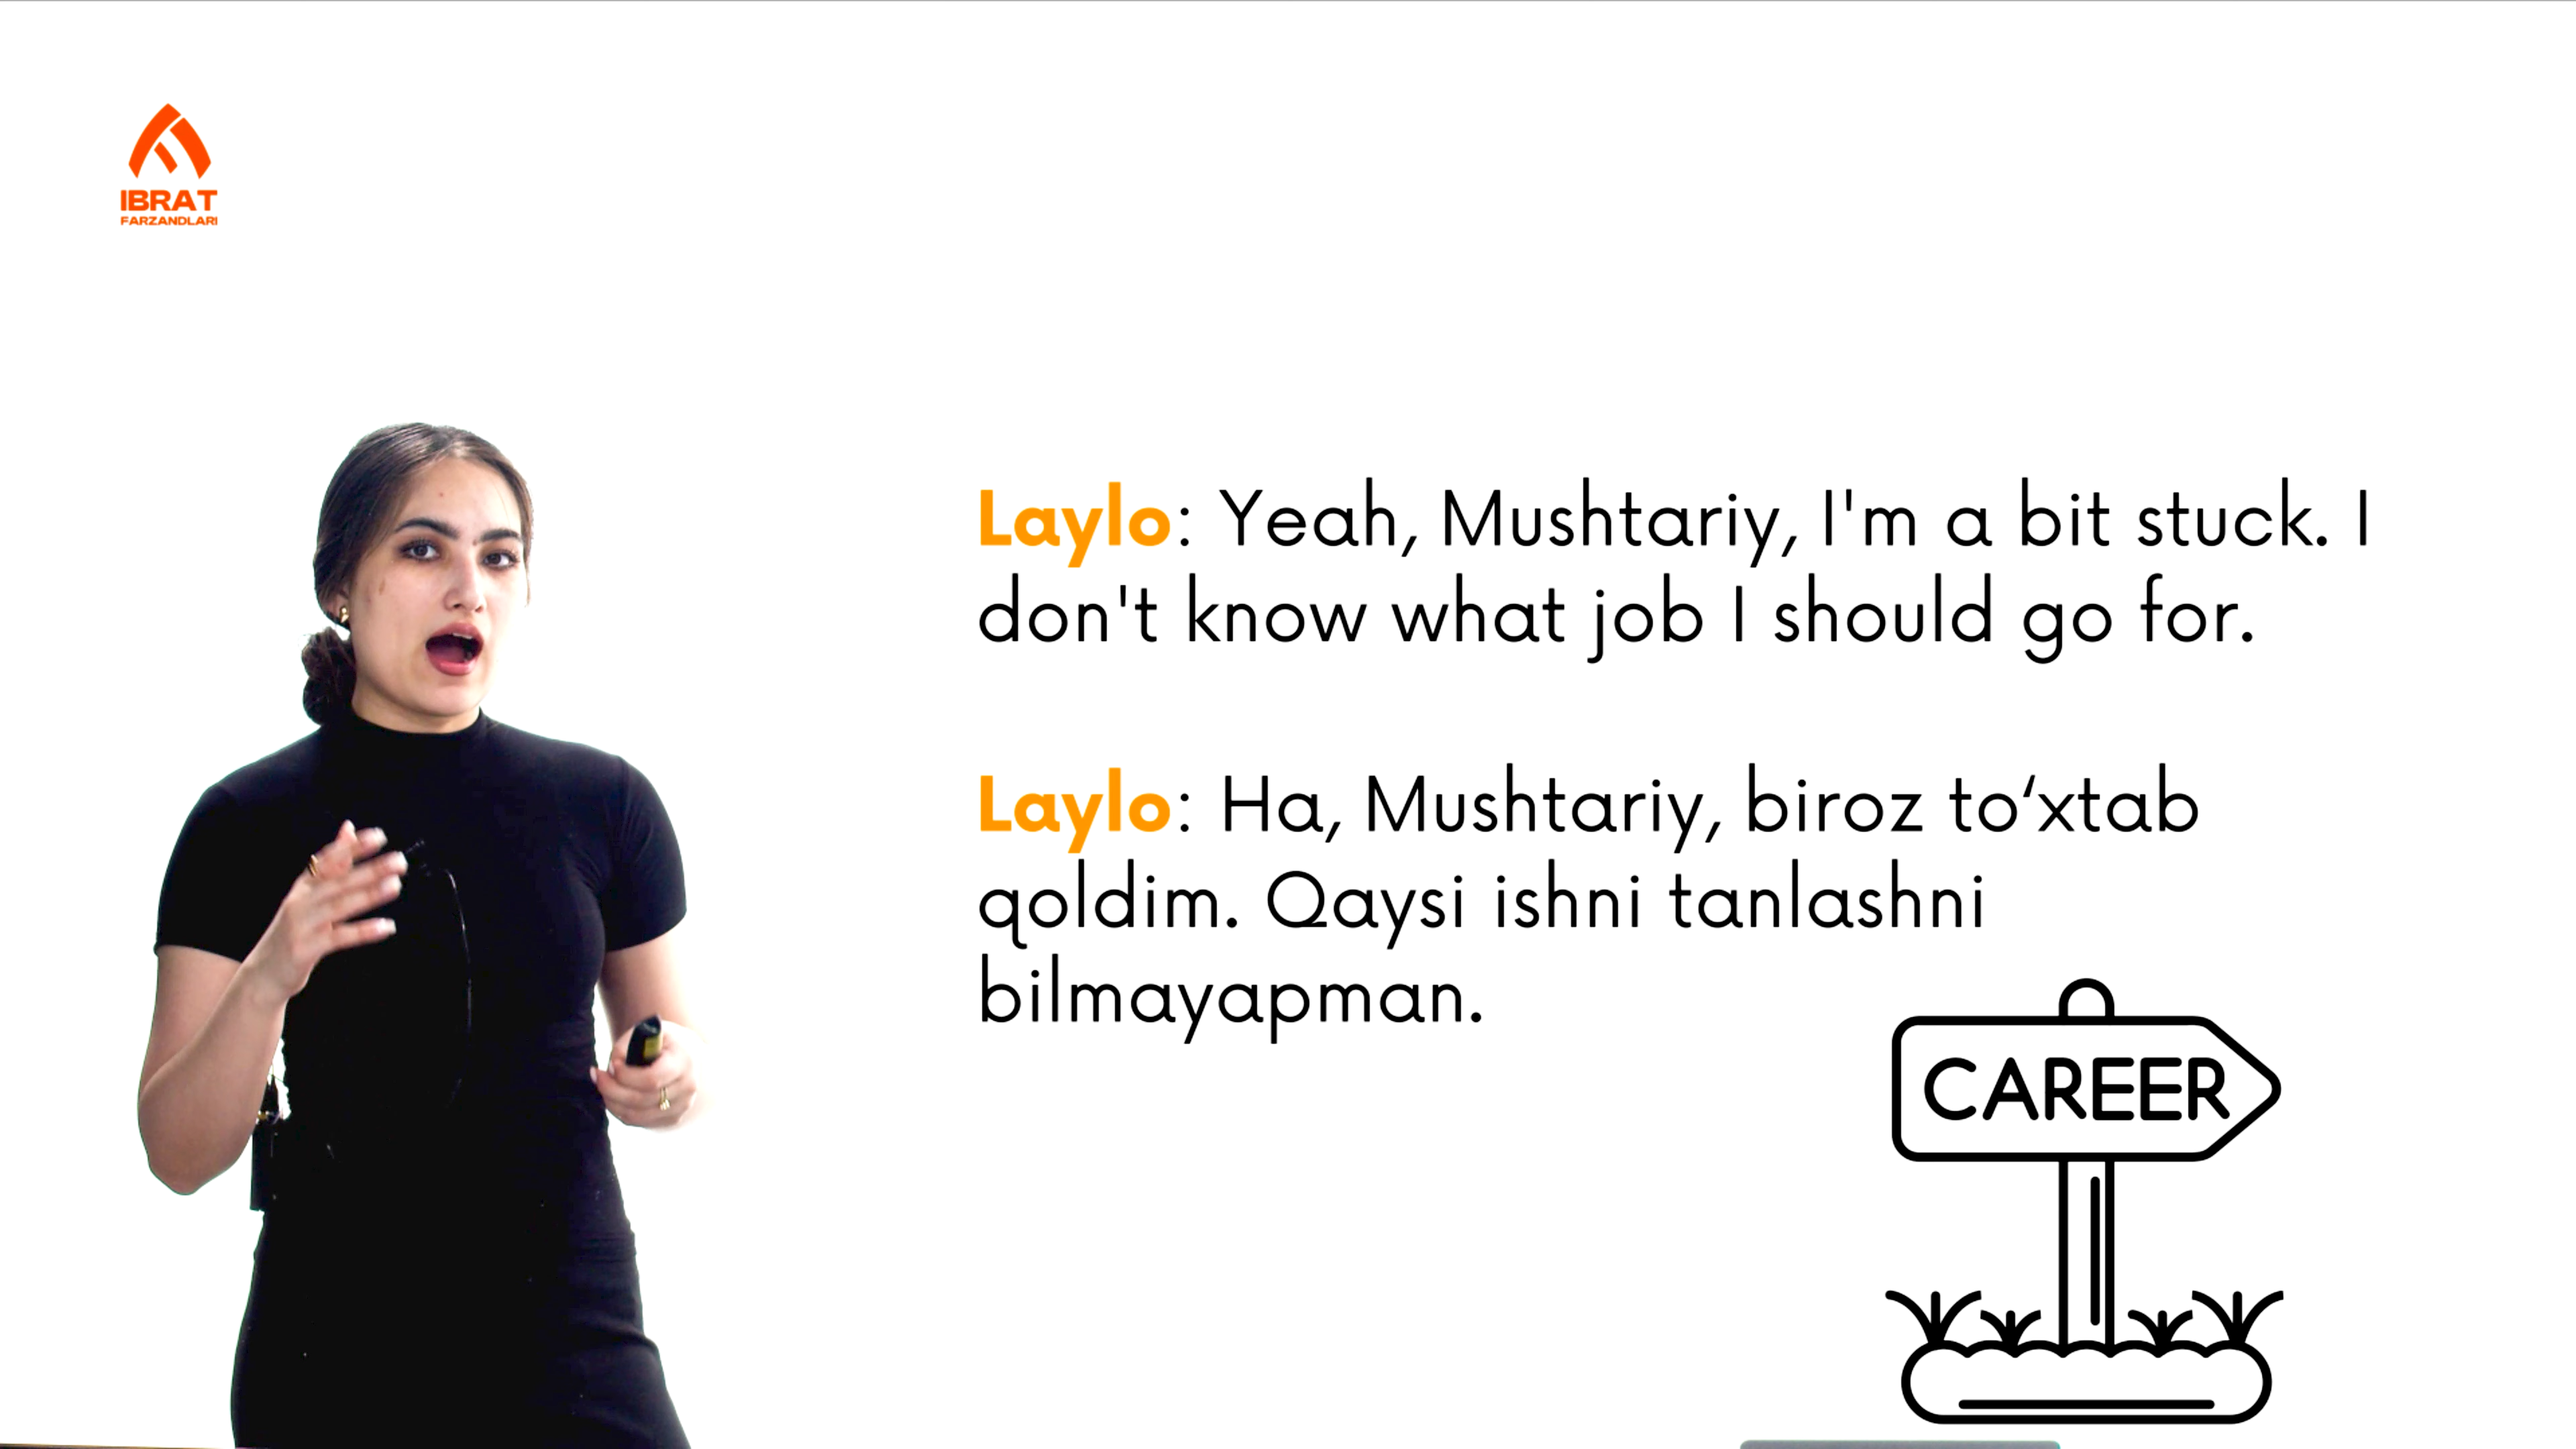 IBRAT
FARZANDLARI
Laylo: Yeah, Mushtariy, I'm a bit stuck. I
don't know what job I should go for.
Laylo: Ha, Mushtariy, biroz to‘xtab
qoldim. Qaysi ishni tanlashni
bilmayapman.
CAREER